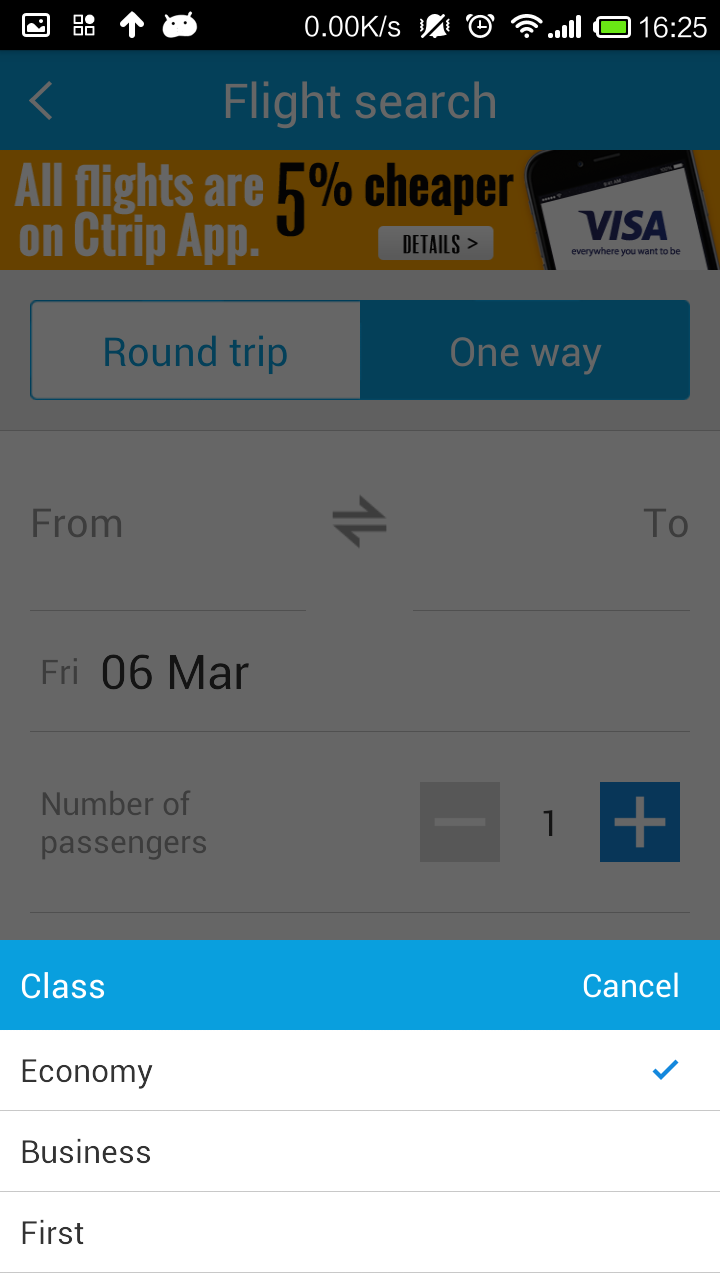 0.00K/s 16:25
Flight search
All flights are 5% cheaper
on Ctrip App.
DETAILS >
VISA
everywhere you want to be
Round trip One way
From To
Fri 06 Mar
Number of
passengers
1
Class Cancel
Economy
Business
First